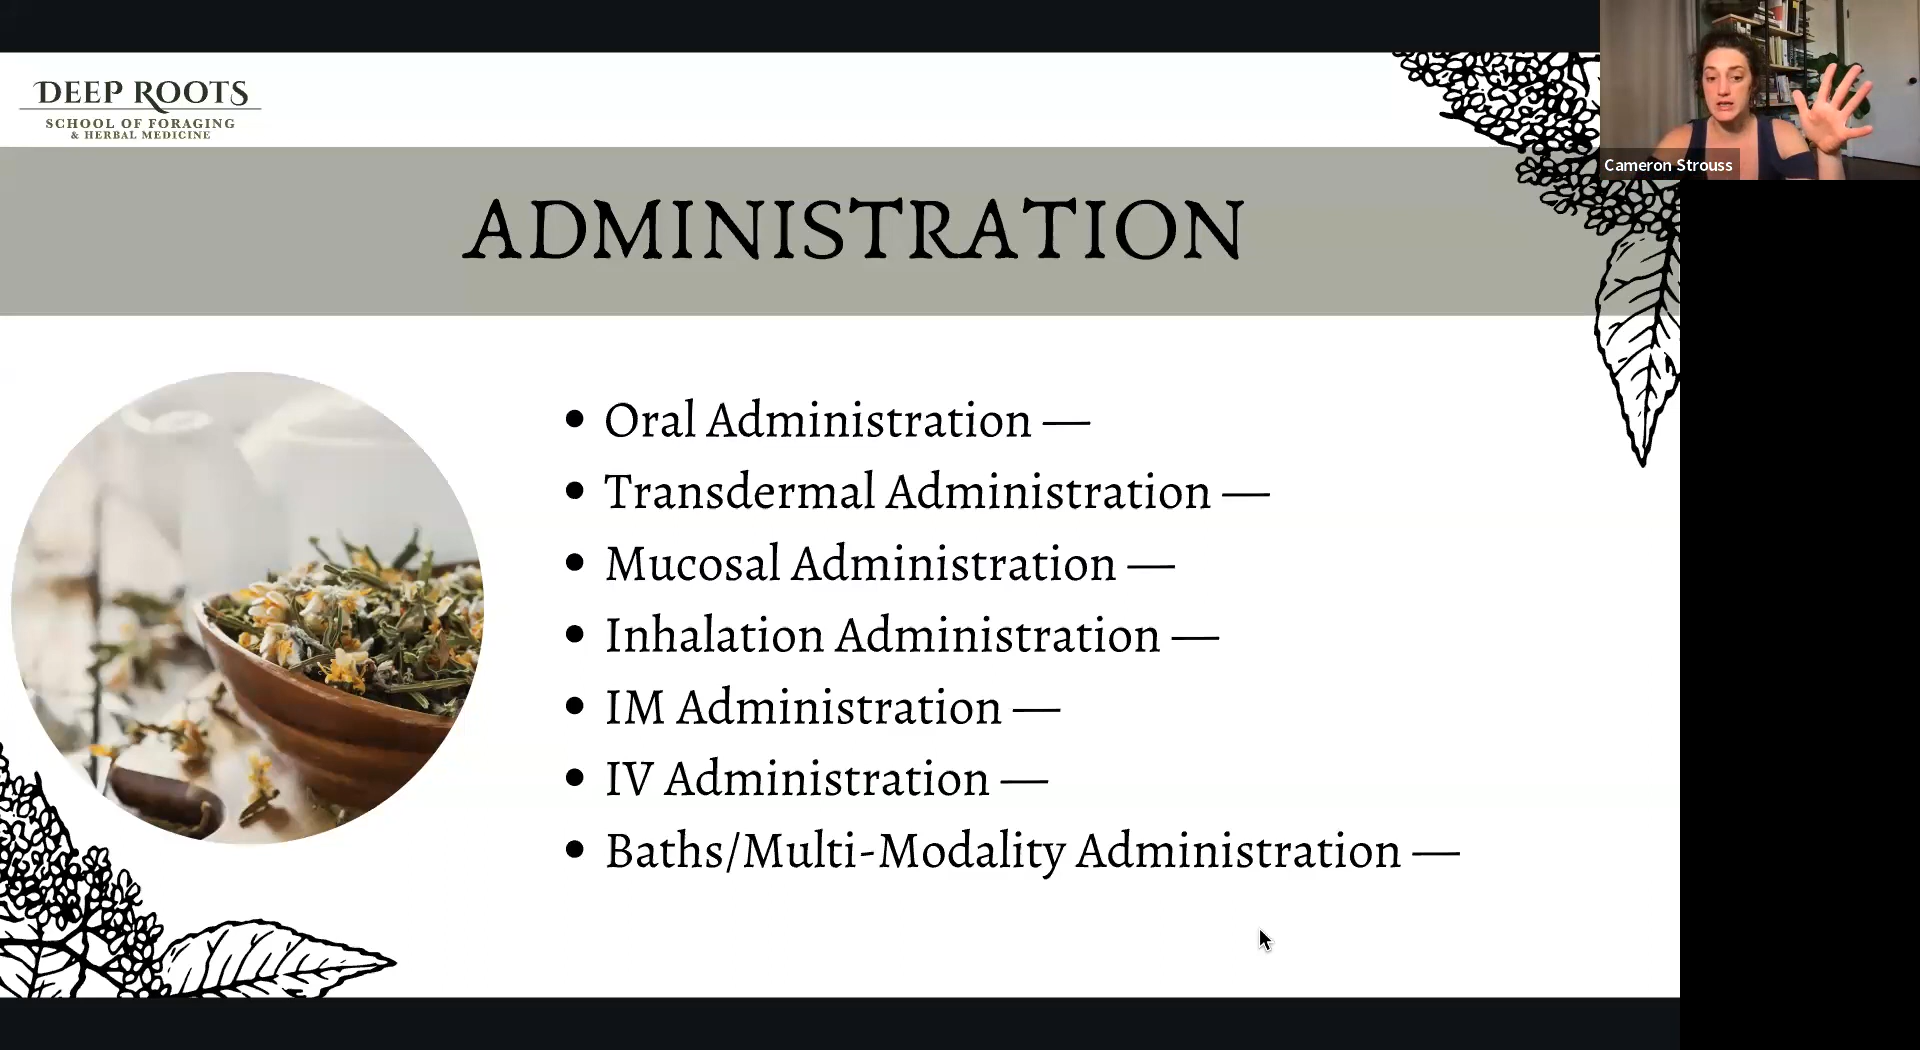 DEEP ROOTS
SCHOOL OF FORAGING
& HERBAL MEDICINE
Cameron Strouss
ADMINISTRATION
• Oral Administration —
• Transdermal Administration —
• Mucosal Administration —
• Inhalation Administration —
• IM Administration —
• IV Administration —
• Baths/Multi-Modality Administration —